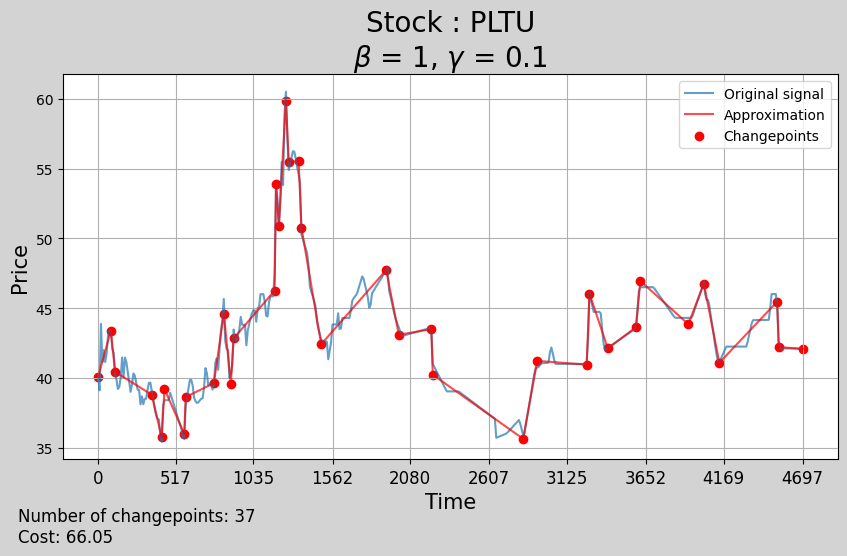 Stock : PLTU
β = 1, γ = 0.1
Original signal
Approximation
Changepoints
60
55
50
45
40
35
Price
0 517 1035 1562 2080 2607 3125 3652 4169 4697
Time
Number of changepoints: 37
Cost: 66.05